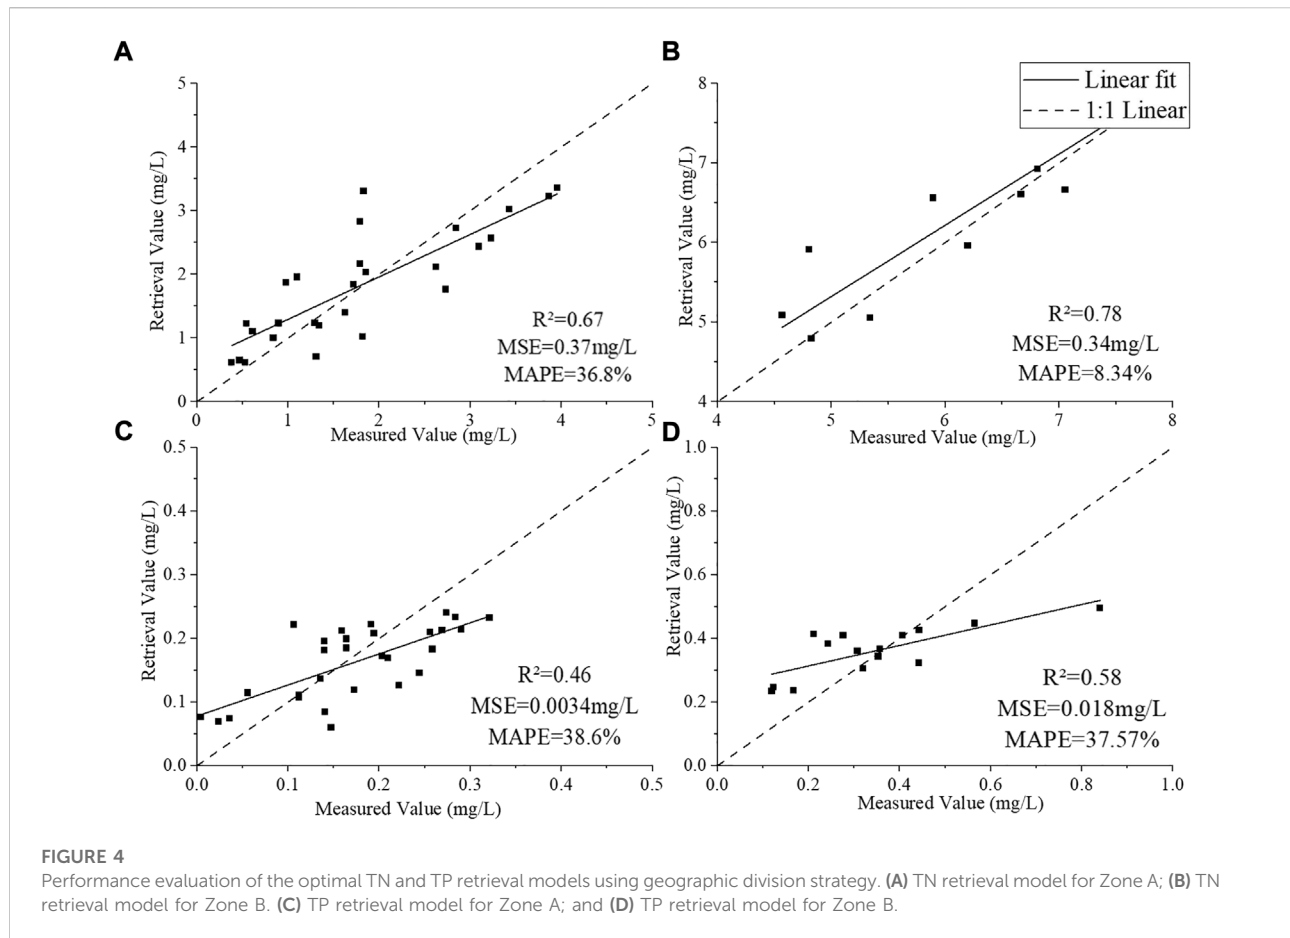 A
B
5
4
3
2
1
0
Retrieval Value (mg/L)
R²=0.67
MSE=0.37mg/L
MAPE=36.8%
0 1 2 3 4 5
Measured Value (mg/L)
8
7
6
5
4
Retrieval Value (mg/L)
Linear fit
1:1 Linear
R²=0.78
MSE=0.34mg/L
MAPE=8.34%
4 5 6 7 8
Measured Value (mg/L)
C
D
0.5
0.4
0.3
0.2
0.1
0.0
Retrieval Value (mg/L)
R²=0.46
MSE=0.0034mg/L
MAPE=38.6%
0.0 0.1 0.2 0.3 0.4 0.5
Measured Value (mg/L)
1.0
0.8
0.6
0.4
0.2
0.0
Retrieval Value (mg/L)
R²=0.58
MSE=0.018mg/L
MAPE=37.57%
0.0 0.2 0.4 0.6 0.8 1.0
Measured Value (mg/L)
FIGURE 4
Performance evaluation of the optimal TN and TP retrieval models using geographic division strategy. (A) TN retrieval model for Zone A; (B) TN
retrieval model for Zone B. (C) TP retrieval model for Zone A; and (D) TP retrieval model for Zone B.